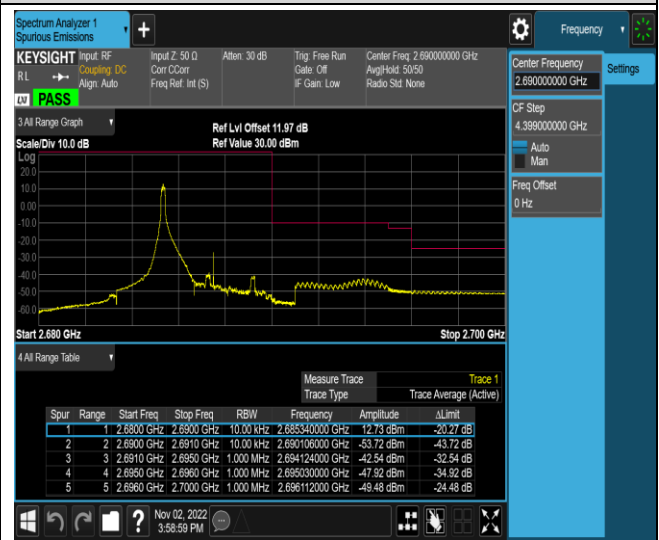 Spectrum Analyzer 1
Spurious Emissions
Frequency
KEYSIGHT Input: RF Input Z: 50 Ω Atten: 30 dB Trig: Free Run Center Freq: 2.690000000 GHz
RL Coupling: DC Corr CCorr Gate: Off Avg|Hold: 50/50
Align: Auto Freq Ref: Int (S) IF Gain: Low Radio Std: None
LXI PASS
Center Frequency
2.690000000 GHz
Settings
CF Step
4.399000000 GHz
Auto
Man
Freq Offset
0 Hz
3 All Range Graph
Ref Lvl Offset 11.97 dB
Scale/Div 10.0 dB Ref Value 30.00 dBm
Log
20.0
10.0
0.00
-10.0
-20.0
-30.0
-40.0
-50.0
-60.0
Start 2.680 GHz Stop 2.700 GHz
4 All Range Table
Measure Trace Trace 1
Trace Type Trace Average (Active)
Spur Range Start Freq Stop Freq RBW Frequency Amplitude ΔLimit
1 1 2.6800 GHz 2.6900 GHz 10.00 kHz 2.685340000 GHz 12.73 dBm -20.27 dB
2 2 2.6900 GHz 2.6910 GHz 10.00 kHz 2.690106000 GHz -53.72 dBm -43.72 dB
3 3 2.6910 GHz 2.6950 GHz 1.000 MHz 2.694124000 GHz -42.54 dBm -32.54 dB
4 4 2.6950 GHz 2.6960 GHz 1.000 MHz 2.695030000 GHz -47.92 dBm -34.92 dB
5 5 2.6960 GHz 2.7000 GHz 1.000 MHz 2.696112000 GHz -49.48 dBm -24.48 dB
Nov 02, 2022
3:58:59 PM